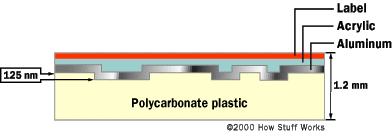 Label
Acrylic
Aluminum
125 nm
1.2 mm
Polycarbonate plastic
©2000 How Stuff Works